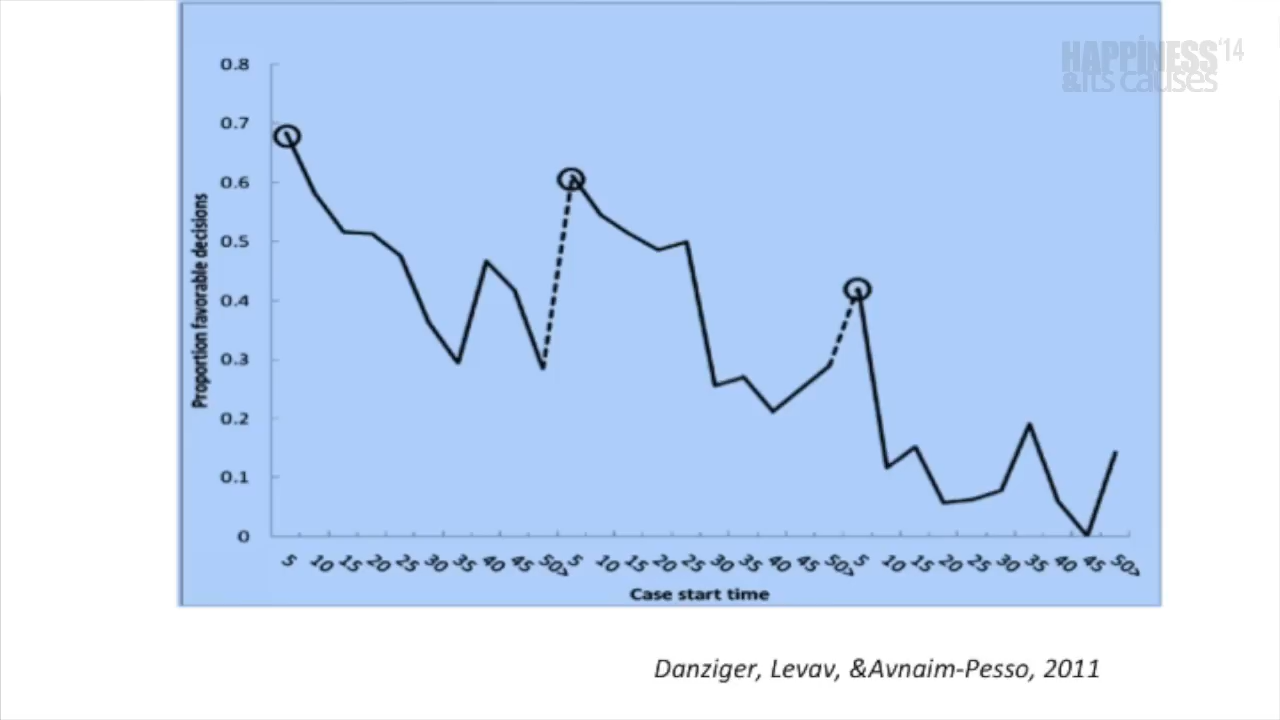 HAPPINESS '14
&its causes
0.8
0.7
0.6
0.5
0.4
0.3
0.2
0.1
0
Proportion favorable decisions
5 10 15 20 25 30 35 40 45 50> 5 10 15 20 25 30 35 40 45 50> 5 10 15 20 25 30 35 40 45 50>
Case start time
Danziger, Levav, &Avnaim-Pesso, 2011